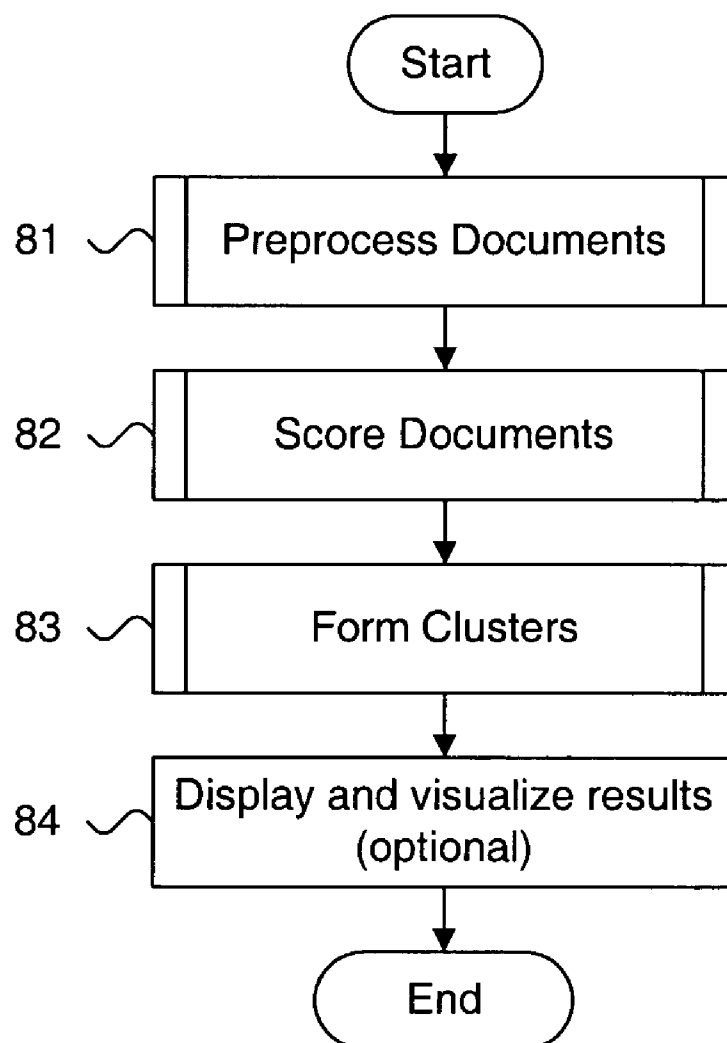 Start
81 Preprocess Documents
82 Score Documents
83 Form Clusters
84 Display and visualize results
(optional)
End